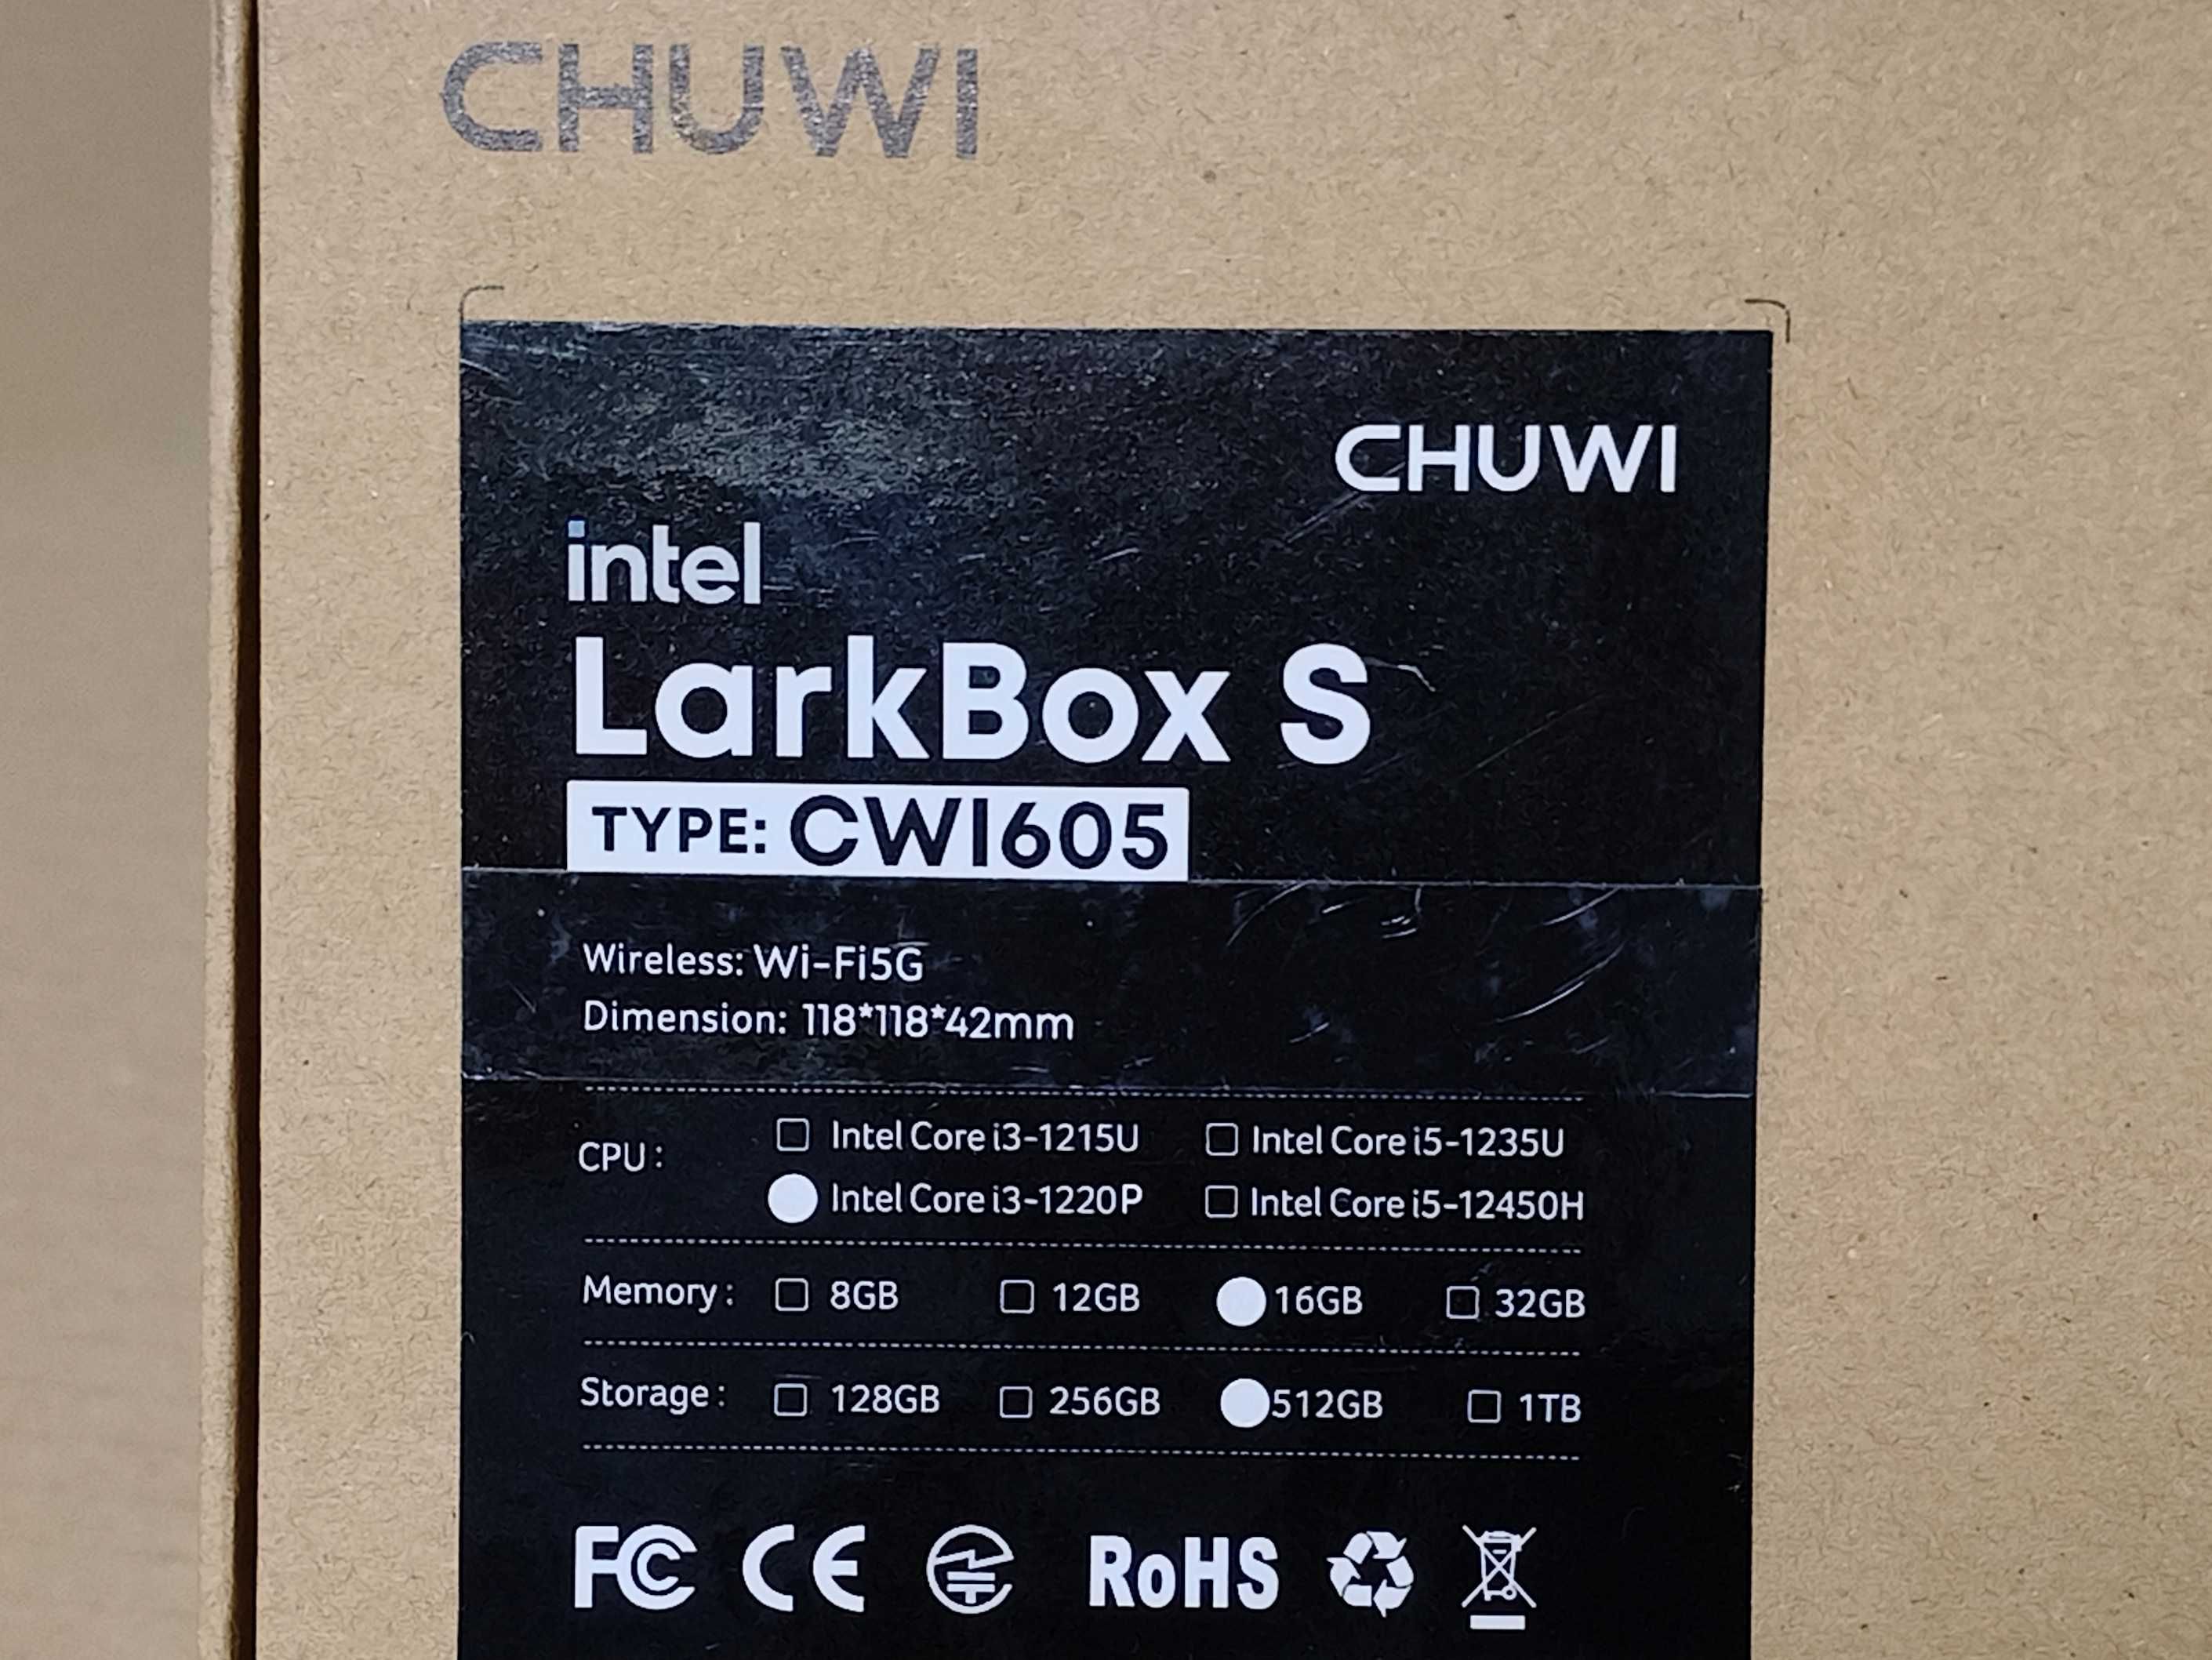 CHUWI
CHUWI
intel
LarkBox S
TYPE: CWI605
Wireless: Wi-Fi5G
Dimension: 118*118*42mm
CPU: Intel Core i3-1215U Intel Core i5-1235U
Intel Core i3-1220P Intel Core i5-12450H
Memory: 8GB 12GB 16GB 32GB
Storage: 128GB 256GB 512GB 1TB
FC CE RoHS